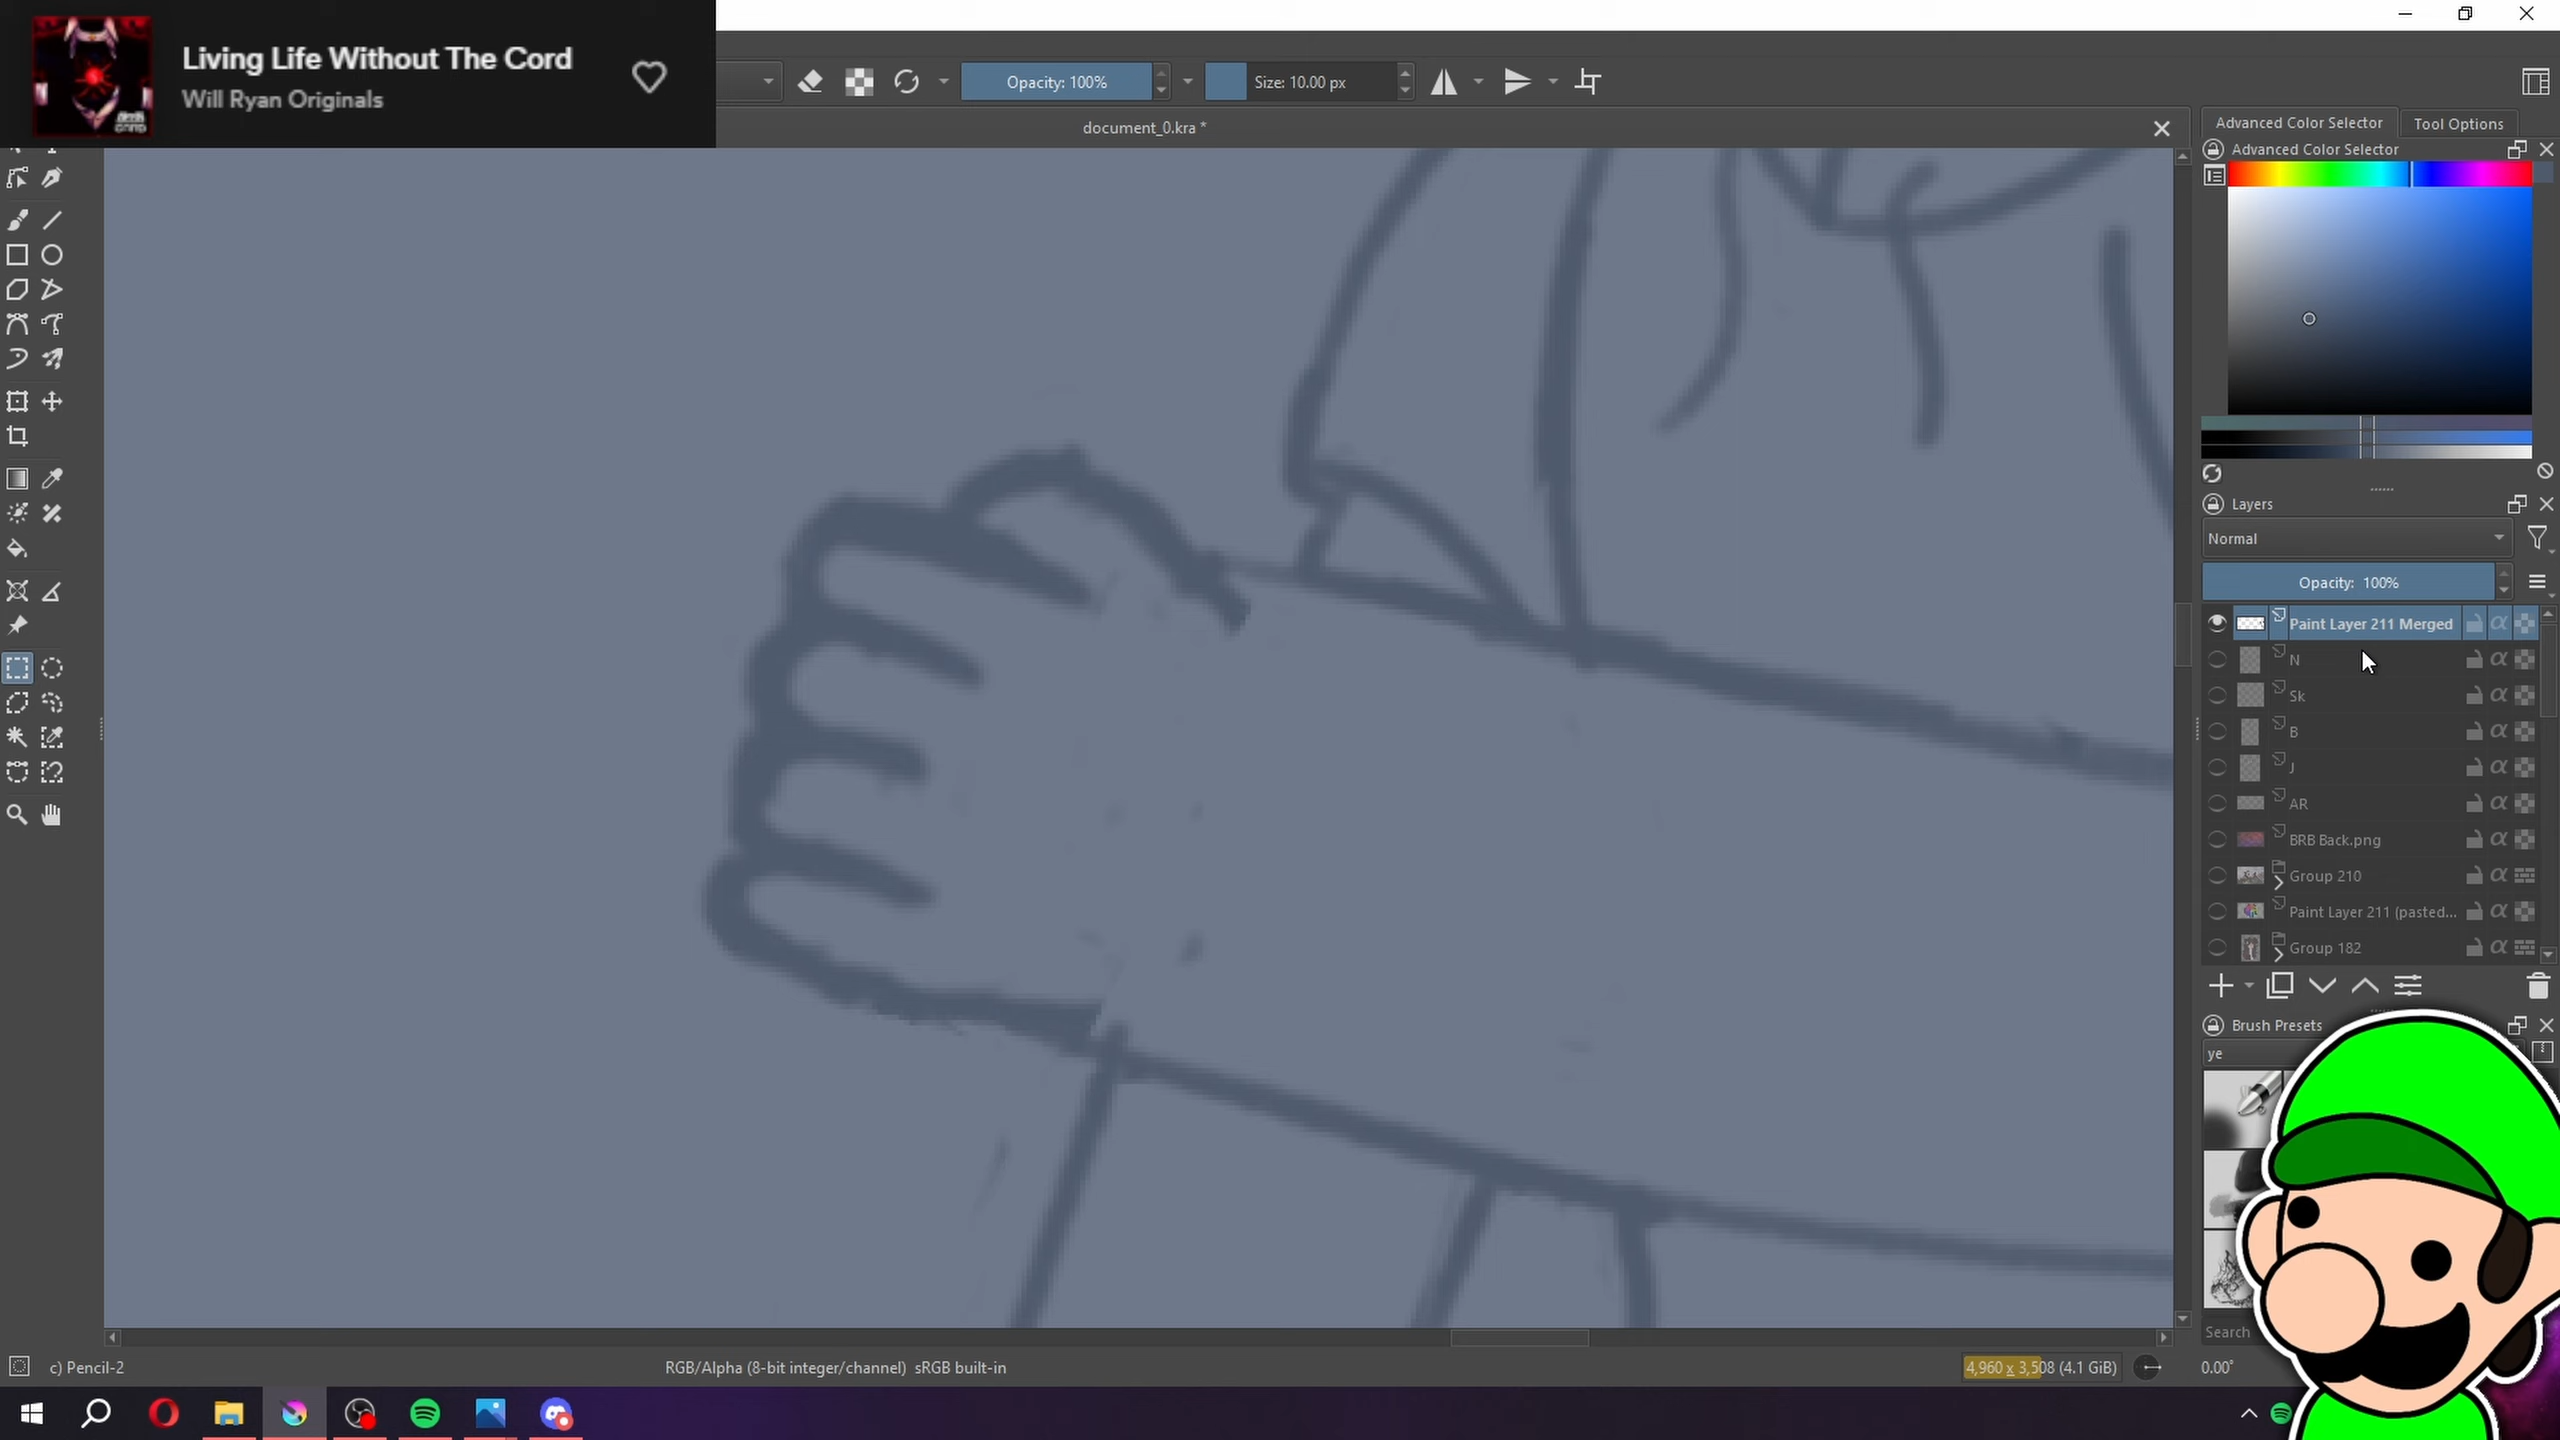 Living Life Without The Cord
Will Ryan Originals
Opacity: 100%
Size: 10.00 px
document_0.kra *
Advanced Color Selector
Tool Options
Advanced Color Selector
Layers
Normal
Opacity: 100%
Paint Layer 211 Merged
N
Sk
B
J
AR
BRB Back.png
Group 210
Paint Layer 211 (pasted...
Group 182
Brush Presets
ye
Search
c) Pencil-2
RGB/Alpha (8-bit integer/channel) sRGB built-in
4,960 x 3,508 (4.1 GiB)
0.00°